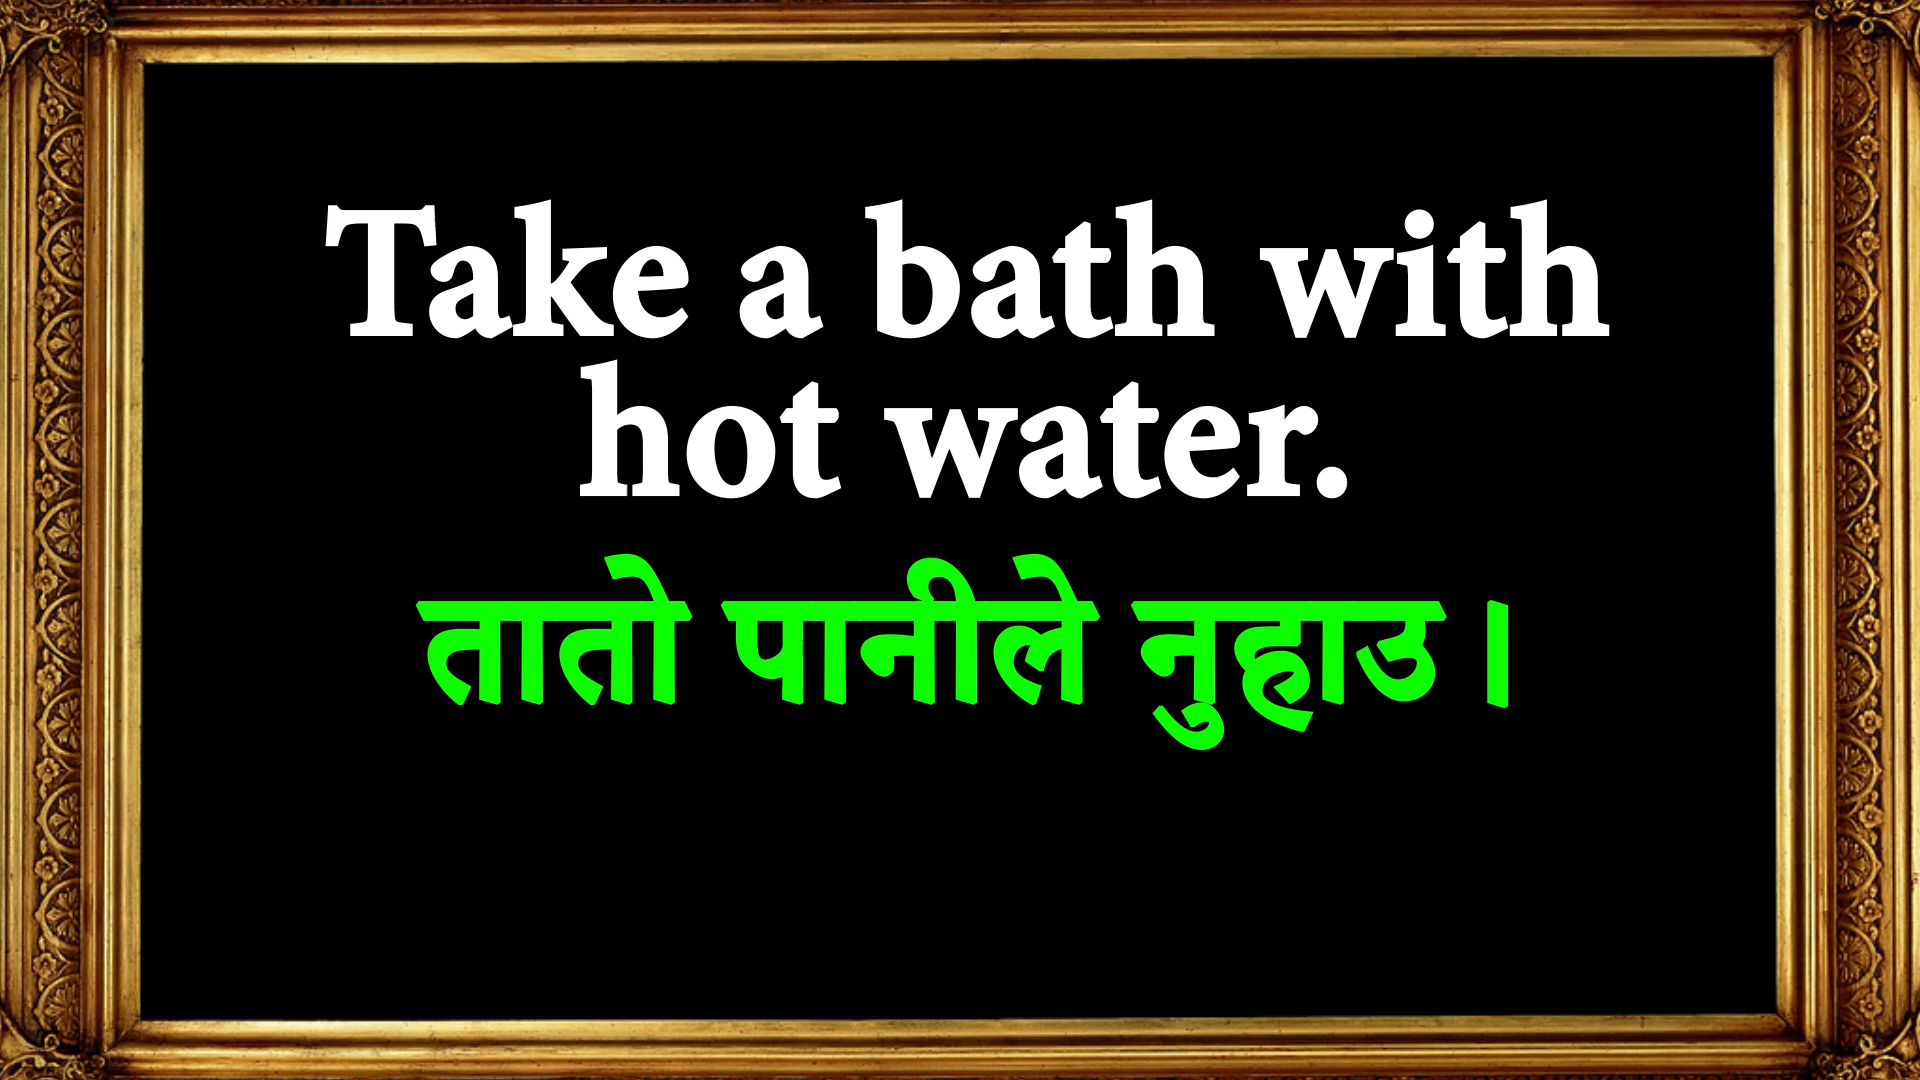 Take a bath with
hot water.
तातो पानीले नुहाउ ।